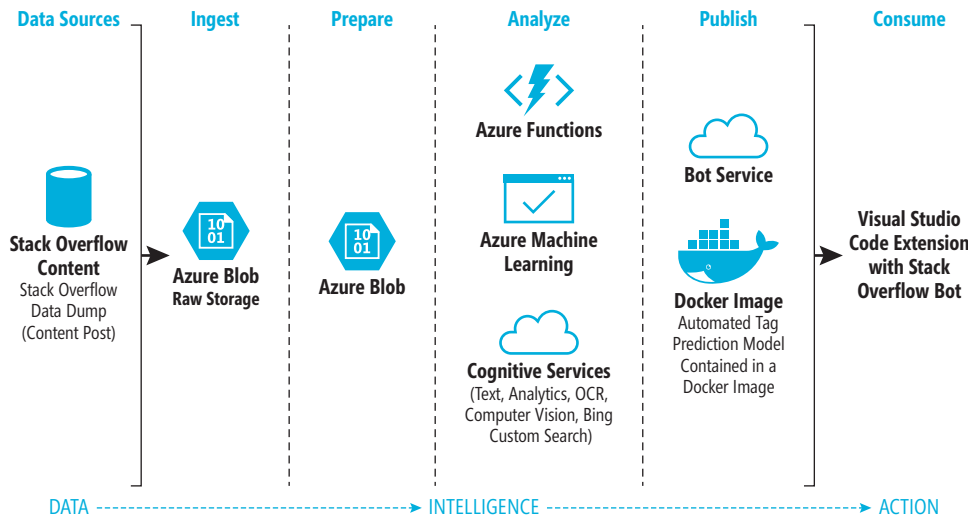 Data Sources
Ingest
Prepare
Analyze
Publish
Consume
Stack Overflow
Content
Stack Overflow
Data Dump
(Content Post)
10
01
Azure Blob
Raw Storage
10
01
Azure Blob
Azure Functions
Azure Machine
Learning
Cognitive Services
(Text, Analytics, OCR,
Computer Vision, Bing
Custom Search)
Bot Service
Docker Image
Automated Tag
Prediction Model
Contained in a
Docker Image
Visual Studio
Code Extension
with Stack
Overflow Bot
DATA
INTELLIGENCE
ACTION